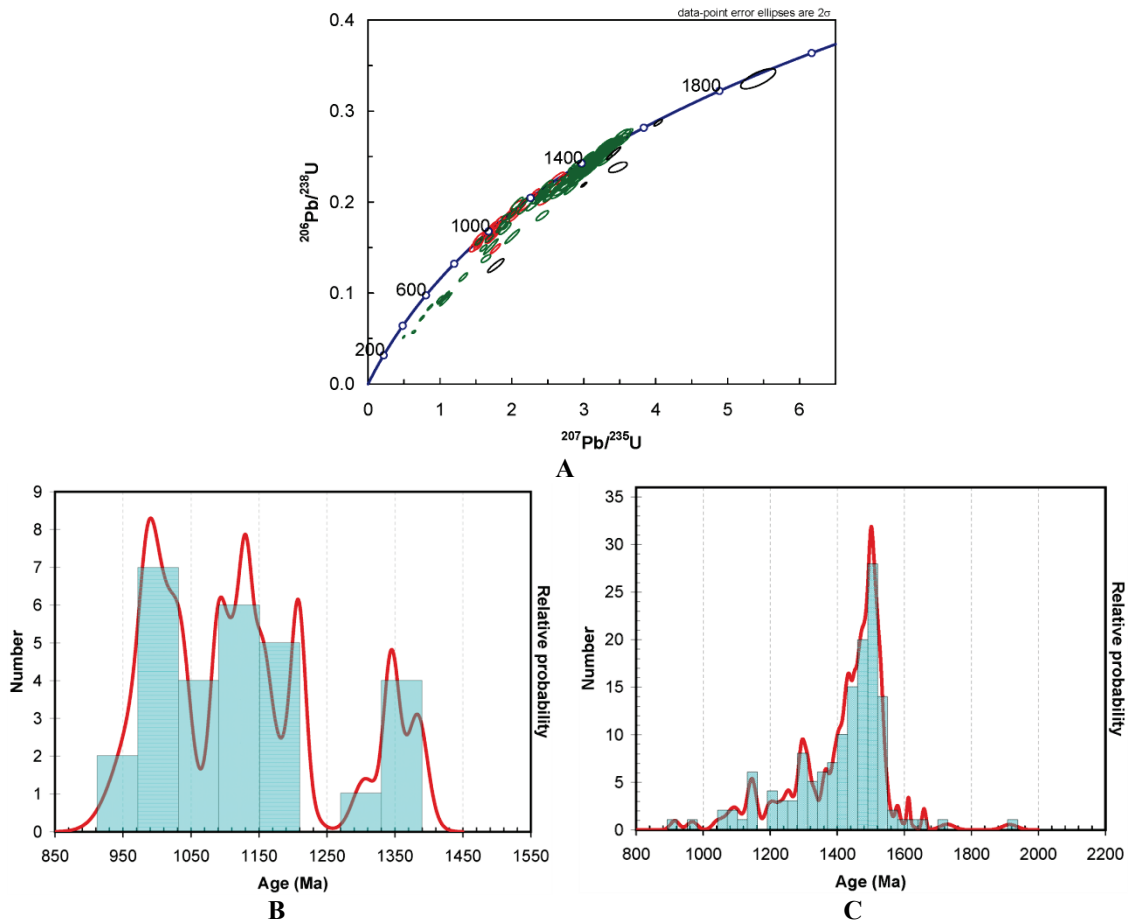 data-point error ellipses are 2σ
0.4
0.3
0.2
0.1
0.0
1800
1400
1000
600
200
0 1 2 3 4 5 6
²⁰⁶Pb/²³⁸U
²⁰⁷Pb/²³⁵U
A
9
8
7
6
5
4
3
2
1
0
Number
Relative probability
850 950 1050 1150 1250 1350 1450 1550
Age (Ma)
B
35
30
25
20
15
10
5
0
Number
Relative probability
800 1000 1200 1400 1600 1800 2000 2200
Age (Ma)
C